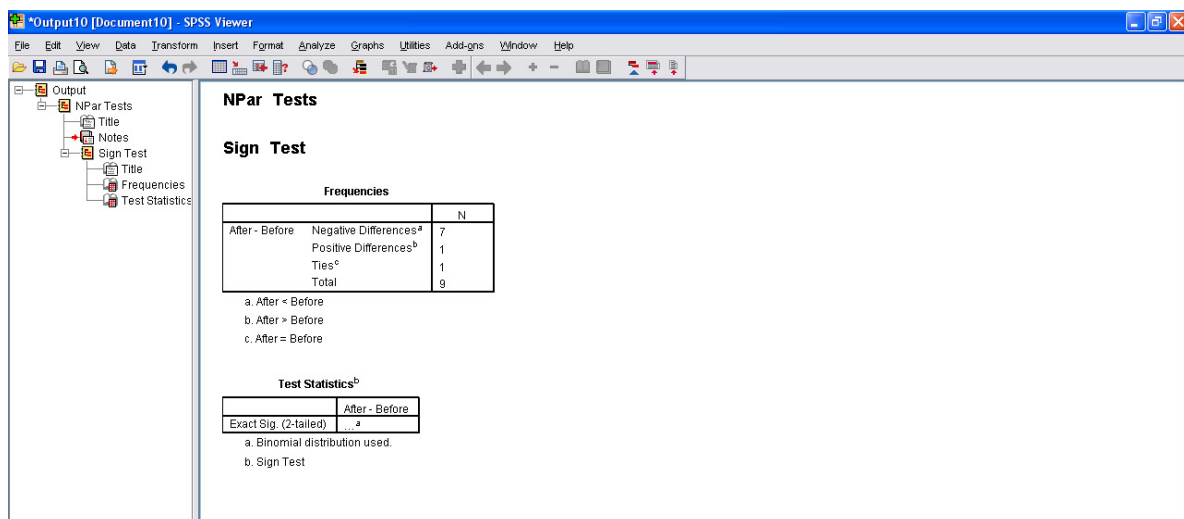 *Output10 [Document10] - SPSS Viewer
File Edit View Data Transform Insert Format Analyze Graphs Utilities Add-ons Window Help
Output
NPar Tests
Title
Notes
Sign Test
Title
Frequencies
Test Statistics
NPar Tests
Sign Test
Frequencies
N
After - Before Negative Differencesᵃ 7
Positive Differencesᵇ 1
Tiesᶜ 1
Total 9
a. After < Before
b. After > Before
c. After = Before
Test Statisticsᵇ
After - Before
Exact Sig. (2-tailed) ...ᵃ
a. Binomial distribution used.
b. Sign Test